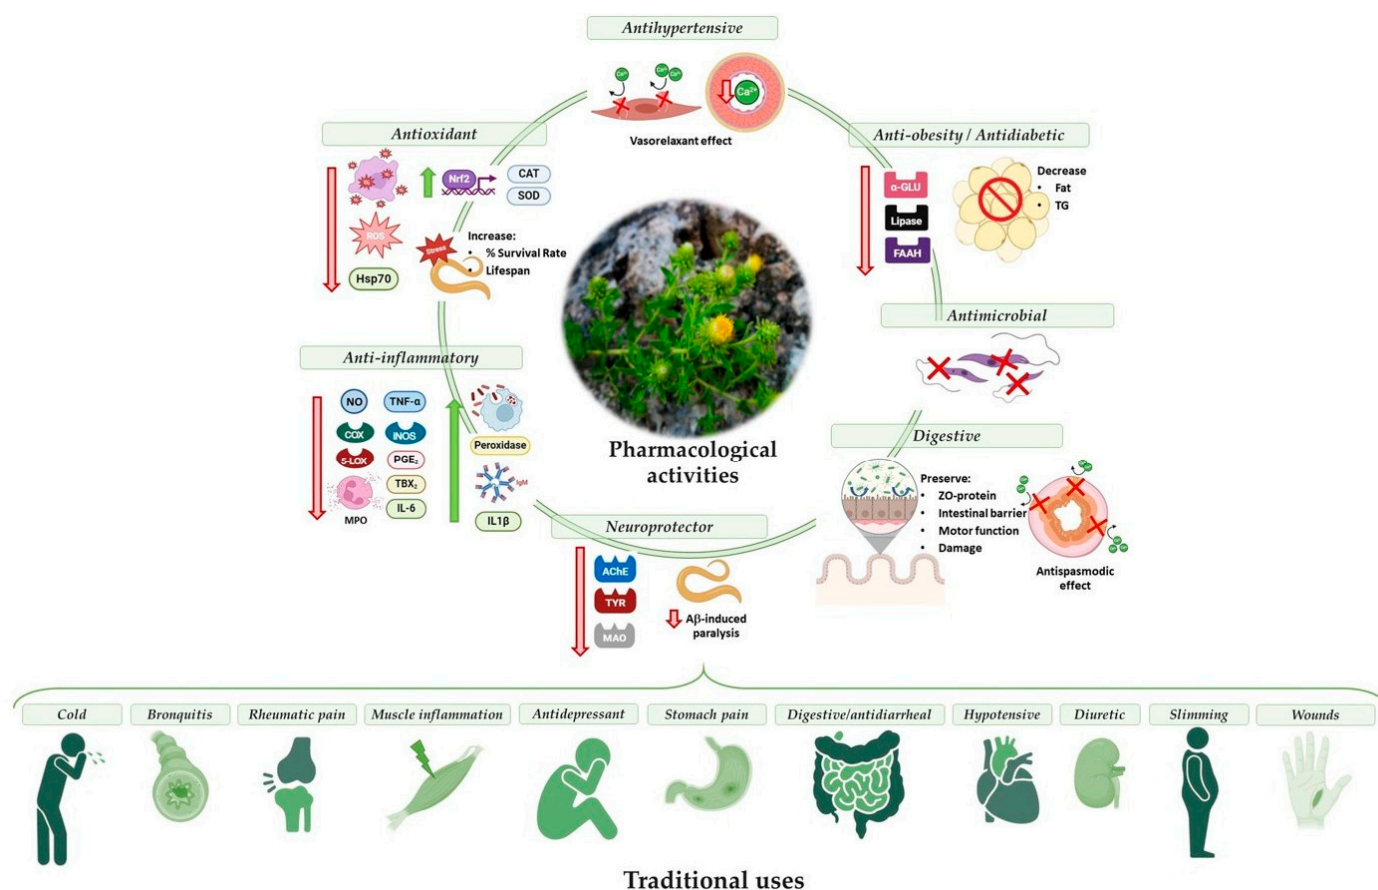 Antihypertensive
Ca²⁺
Ca²⁺
Ca²⁺
Ca²⁺
Vasorelaxant effect
Antioxidant
Nrf2
CAT
SOD
ROS
Hsp70
Stress
Increase:
• % Survival Rate
• Lifespan
Anti-obesity / Antidiabetic
α-GLU
Lipase
FAAH
Decrease
• Fat
• TG
Antimicrobial
Anti-inflammatory
NO
TNF-α
COX
iNOS
5-LOX
PGE₂
TBX₂
MPO
IL-6
Peroxidase
IgM
IL1β
Pharmacological
activities
Digestive
Preserve:
• ZO-protein
• Intestinal barrier
• Motor function
• Damage
Antispasmodic
effect
Neuroprotector
AChE
TYR
MAO
Aβ-induced
paralysis
Cold
Bronquitis
Rheumatic pain
Muscle inflammation
Antidepressant
Stomach pain
Digestive/antidiarrheal
Hypotensive
Diuretic
Slimming
Wounds
Traditional uses